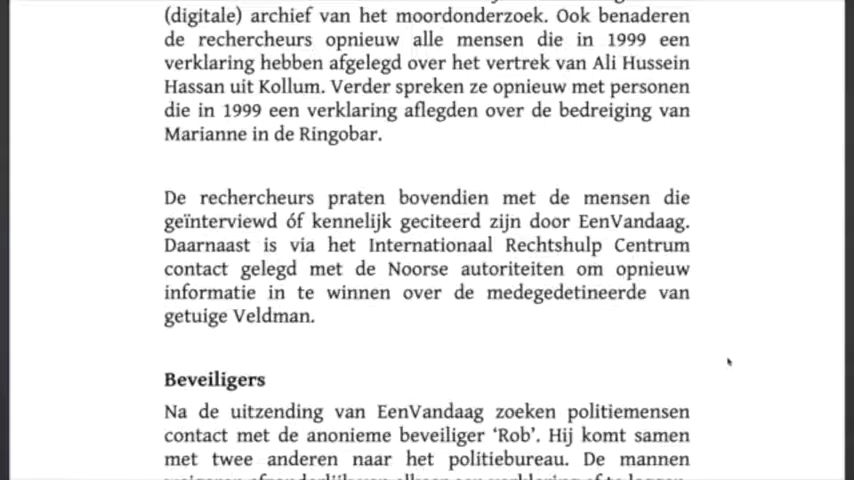 (digitale) archief van het moordonderzoek. Ook benaderen
de rechercheurs opnieuw alle mensen die in 1999 een
verklaring hebben afgelegd over het vertrek van Ali Hussein
Hassan uit Kollum. Verder spreken ze opnieuw met personen
die in 1999 een verklaring aflegden over de bedreiging van
Marianne in de Ringobar.
De rechercheurs praten bovendien met de mensen die
geïnterviewd óf kennelijk geciteerd zijn door EenVandaag.
Daarnaast is via het Internationaal Rechtshulp Centrum
contact gelegd met de Noorse autoriteiten om opnieuw
informatie in te winnen over de medegedetineerde van
getuige Veldman.
Beveiligers
Na de uitzending van EenVandaag zoeken politiemensen
contact met de anonieme beveiliger ‘Rob’. Hij komt samen
met twee anderen naar het politiebureau. De mannen